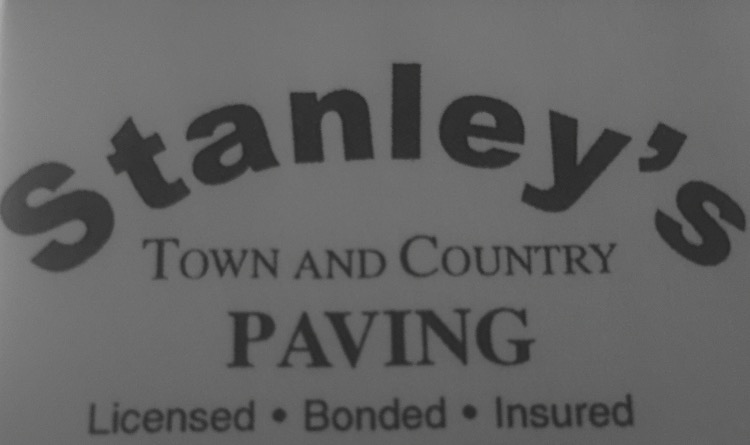 Stanley's
TOWN AND COUNTRY
PAVING
Licensed • Bonded • Insured